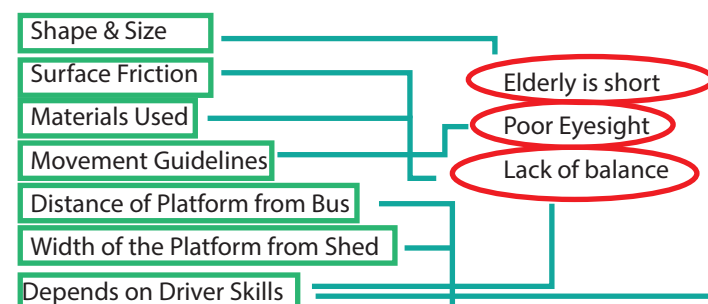 Shape & Size
Surface Friction
Materials Used
Movement Guidelines
Distance of Platform from Bus
Width of the Platform from Shed
Depends on Driver Skills
Elderly is short
Poor Eyesight
Lack of balance